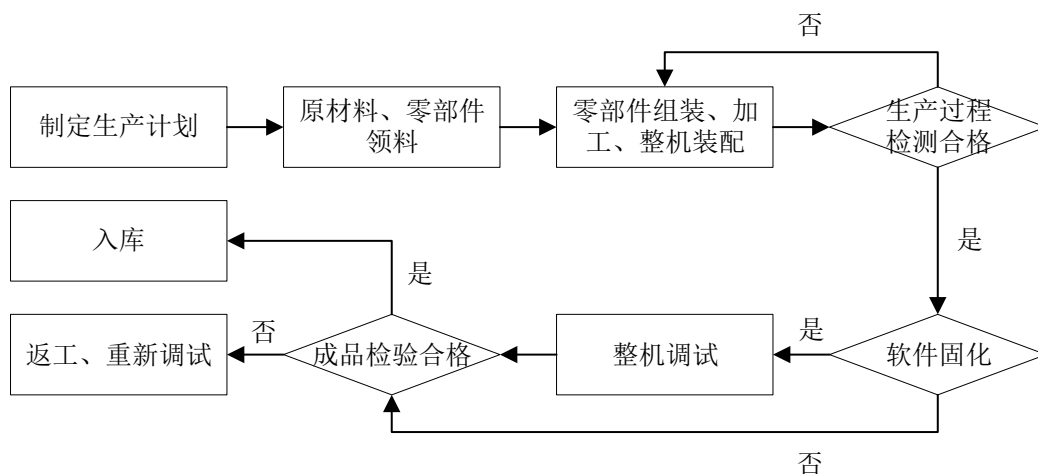 否
制定生产计划
原材料、零部件
领料
零部件组装、加
工、整机装配
生产过程
检测合格
入库
是
是
返工、重新调试
否
成品检验合格
整机调试
是
软件固化
否